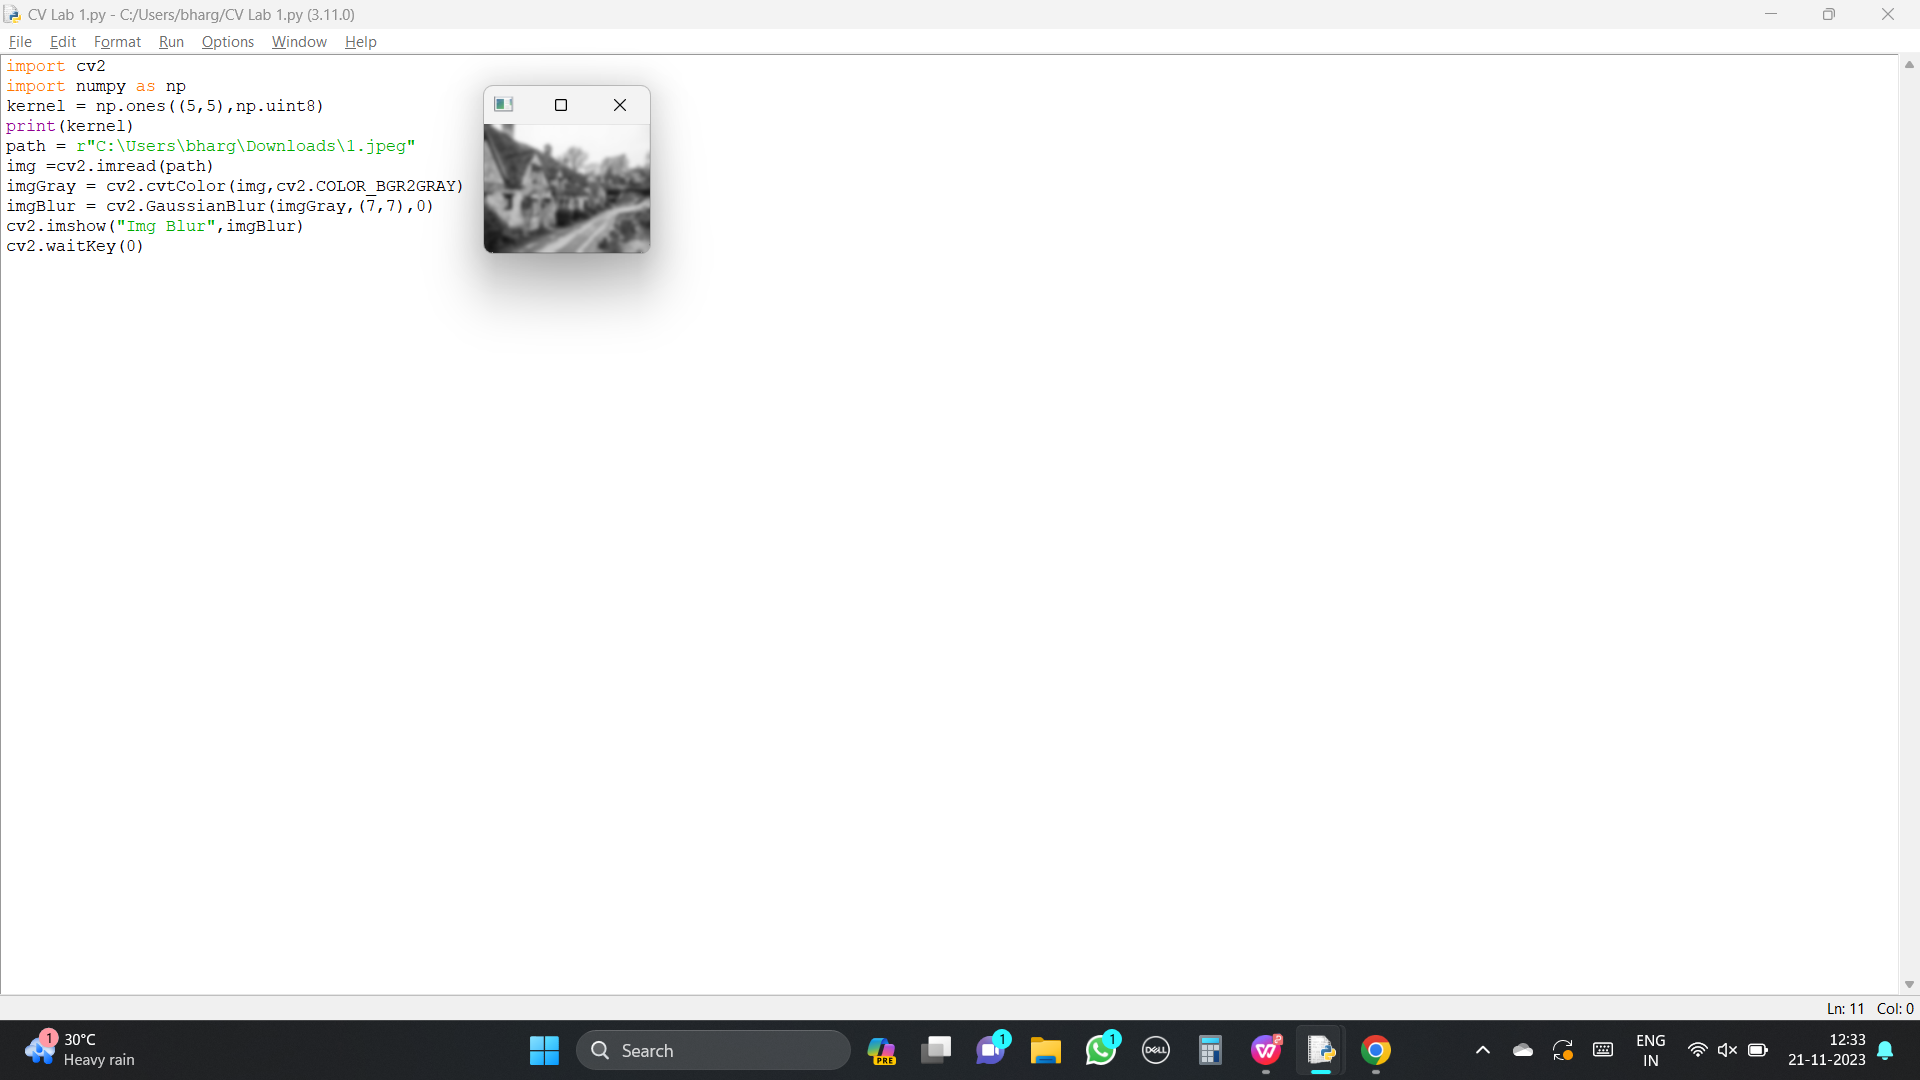 CV Lab 1.py - C:/Users/bharg/CV Lab 1.py (3.11.0)
File Edit Format Run Options Window Help
import cv2
import numpy as np
kernel = np.ones((5,5),np.uint8)
print(kernel)
path = r"C:\Users\bharg\Downloads\1.jpeg"
img =cv2.imread(path)
imgGray = cv2.cvtColor(img,cv2.COLOR_BGR2GRAY)
imgBlur = cv2.GaussianBlur(imgGray,(7,7),0)
cv2.imshow("Img Blur",imgBlur)
cv2.waitKey(0)
Ln: 11 Col: 0
1
30°C
Heavy rain
Search
PRE
1
1
DELL
W
ENG
IN
12:33
21-11-2023